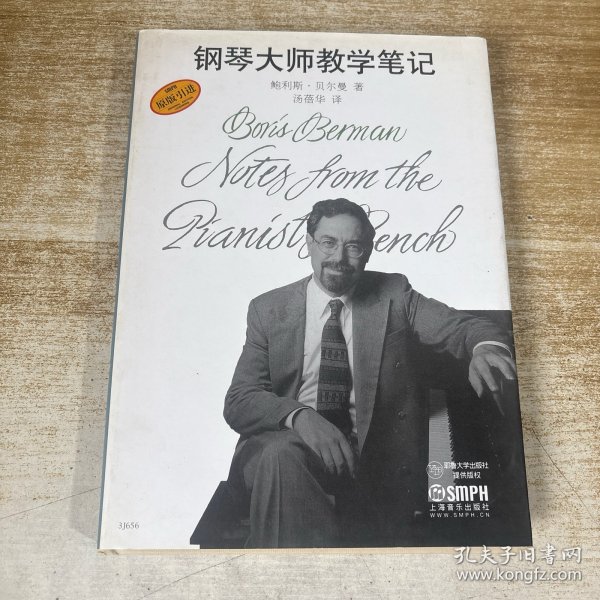 钢琴大师教学笔记
鲍利斯·贝尔曼 著
汤蓓华 译
原版引进
Boris Berman
Notes from the
Pianist's Bench
耶鲁大学出版社
提供版权
SMPH
上海音乐出版社
WWW.SMPH.CN
3J656
孔夫子旧书网
www.kongfz.com